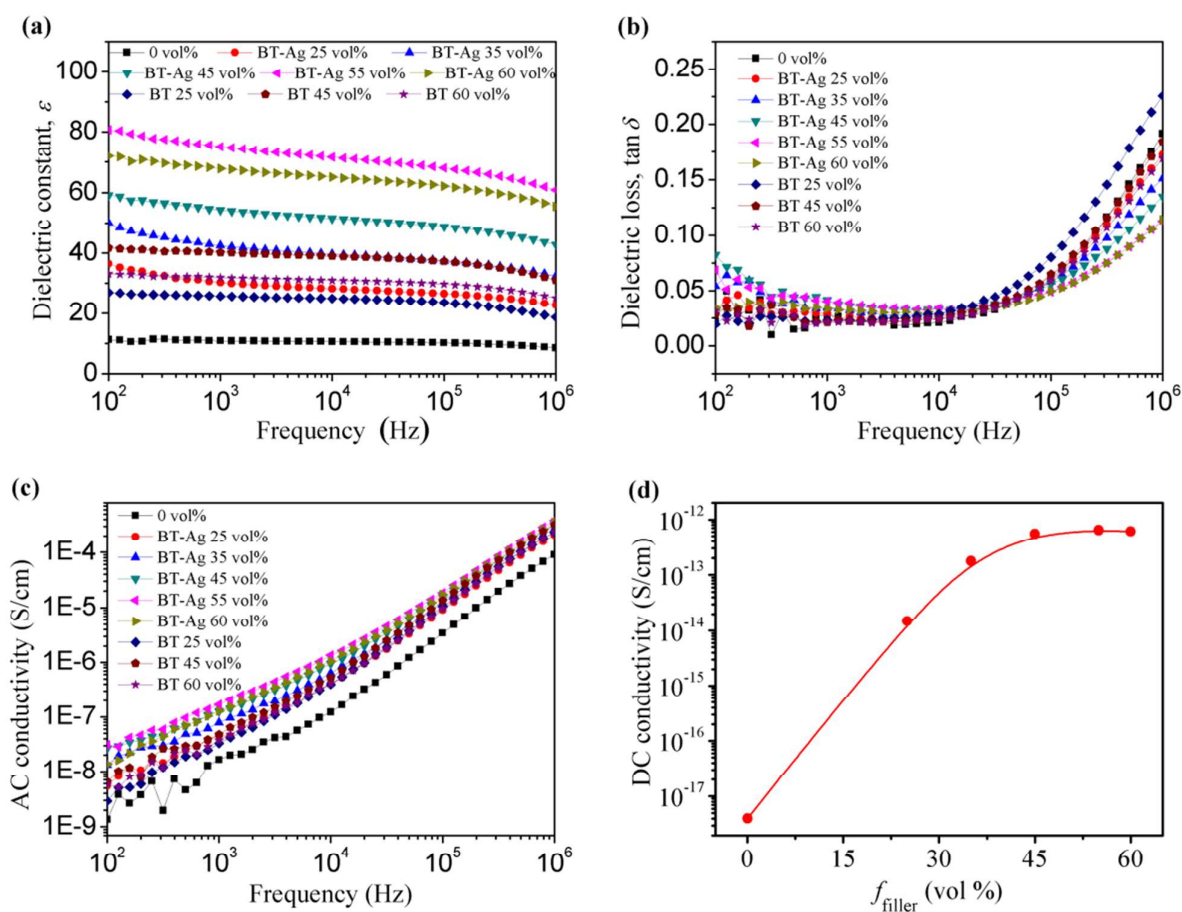 (a)
0 vol% BT-Ag 25 vol% BT-Ag 35 vol%
BT-Ag 45 vol% BT-Ag 55 vol% BT-Ag 60 vol%
BT 25 vol% BT 45 vol% BT 60 vol%
Dielectric constant, ε
100
80
60
40
20
0
10² 10³ 10⁴ 10⁵ 10⁶
Frequency (Hz)
(b)
0 vol%
BT-Ag 25 vol%
BT-Ag 35 vol%
BT-Ag 45 vol%
BT-Ag 55 vol%
BT-Ag 60 vol%
BT 25 vol%
BT 45 vol%
BT 60 vol%
Dielectric loss, tan δ
0.25
0.20
0.15
0.10
0.05
0.00
10² 10³ 10⁴ 10⁵ 10⁶
Frequency (Hz)
(c)
0 vol%
BT-Ag 25 vol%
BT-Ag 35 vol%
BT-Ag 45 vol%
BT-Ag 55 vol%
BT-Ag 60 vol%
BT 25 vol%
BT 45 vol%
BT 60 vol%
AC conductivity (S/cm)
1E-4
1E-5
1E-6
1E-7
1E-8
1E-9
10² 10³ 10⁴ 10⁵ 10⁶
Frequency (Hz)
(d)
DC conductivity (S/cm)
10⁻¹²
10⁻¹³
10⁻¹⁴
10⁻¹⁵
10⁻¹⁶
10⁻¹⁷
0 15 30 45 60
f filler (vol %)